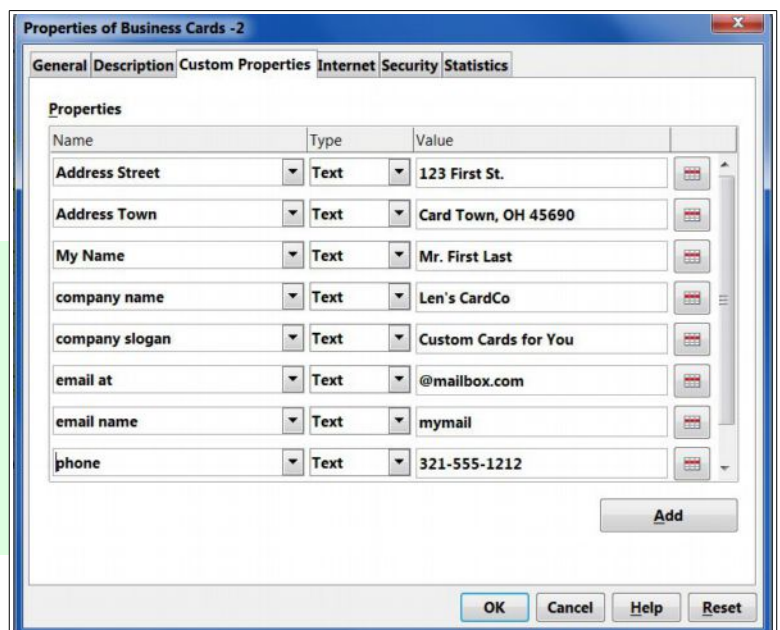 Properties of Business Cards -2
x
General Description Custom Properties Internet Security Statistics
Properties
Name Type Value
Address Street Text 123 First St.
Address Town Text Card Town, OH 45690
My Name Text Mr. First Last
company name Text Len's CardCo
company slogan Text Custom Cards for You
email at Text @mailbox.com
email name Text mymail
phone Text 321-555-1212
Add
OK Cancel Help Reset